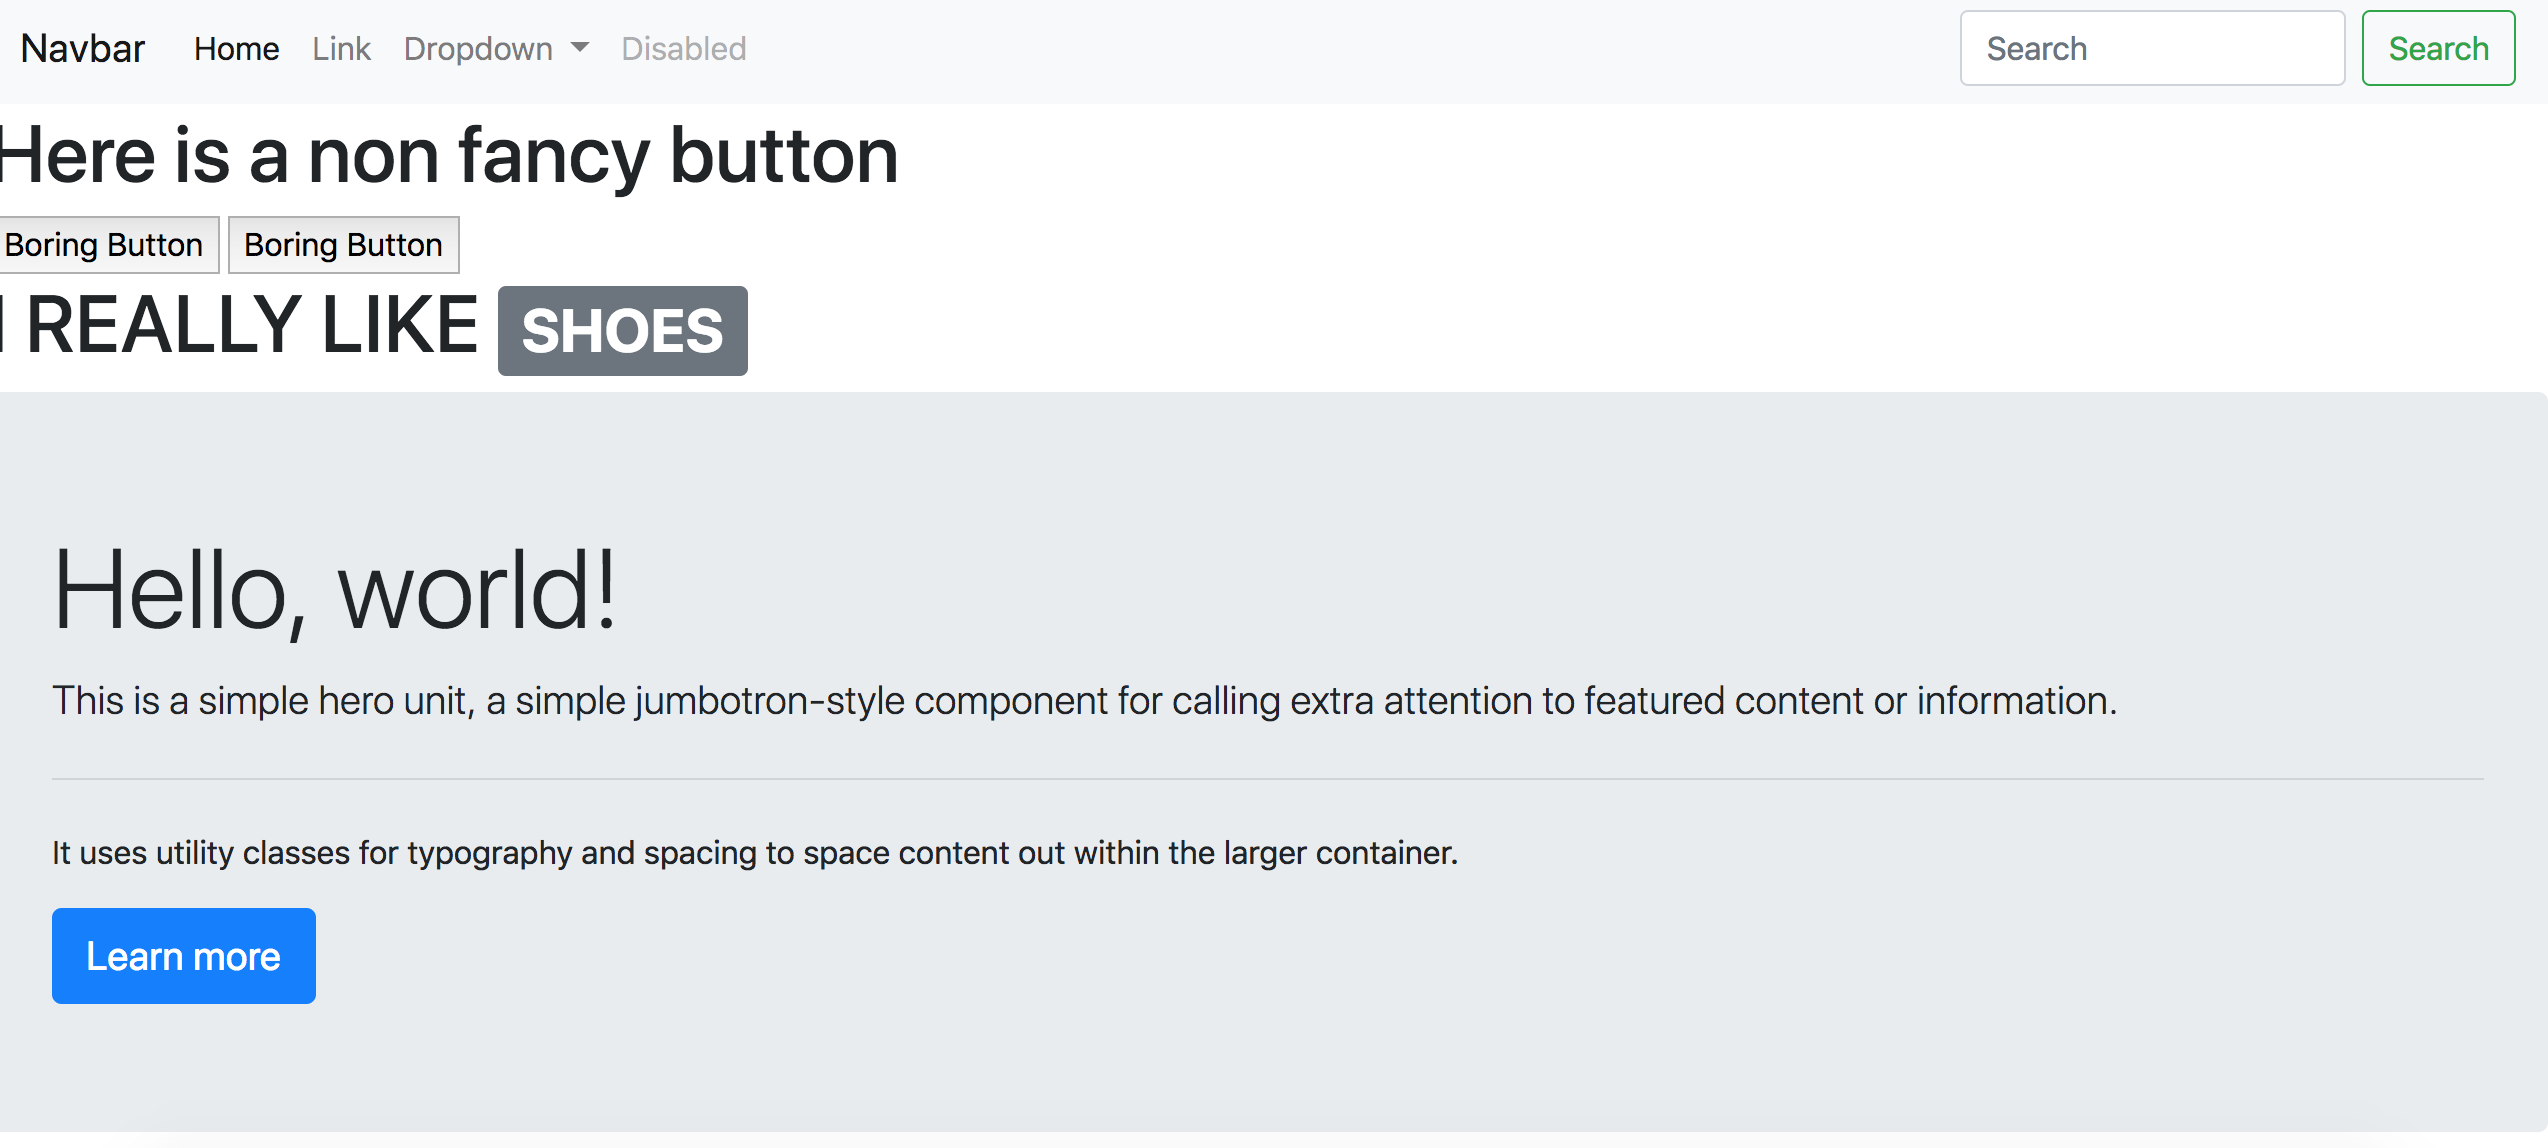 Navbar Home Link Dropdown Disabled Search Search
Here is a non fancy button
Boring Button Boring Button
I REALLY LIKE SHOES
Hello, world!
This is a simple hero unit, a simple jumbotron-style component for calling extra attention to featured content or information.
It uses utility classes for typography and spacing to space content out within the larger container.
Learn more